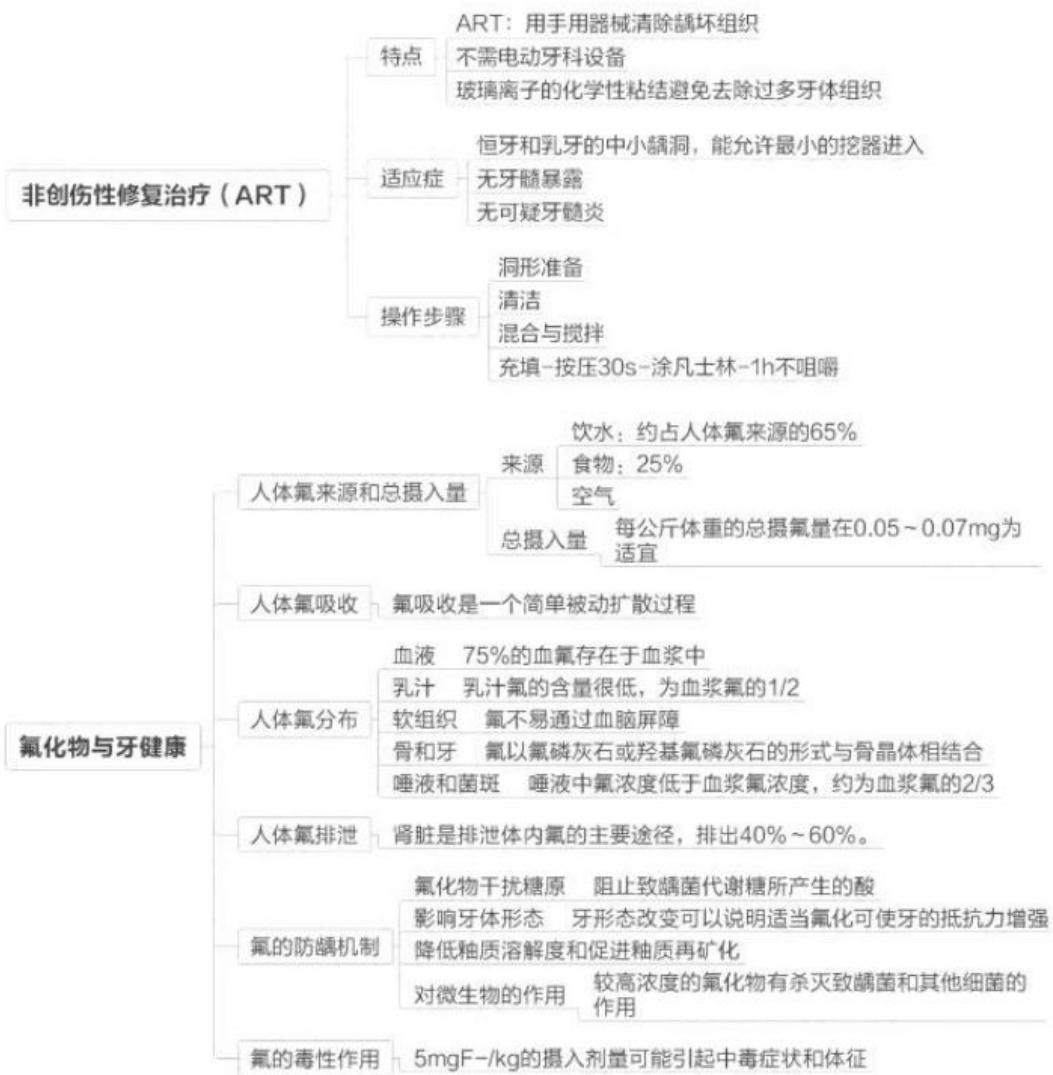 非创伤性修复治疗（ART）
特点
ART：用手用器械清除龋坏组织
不需电动牙科设备
玻璃离子的化学性粘结避免去除过多牙体组织
适应症
恒牙和乳牙的中小龋洞，能允许最小的挖器进入
无牙髓暴露
无可疑牙髓炎
操作步骤
洞形准备
清洁
混合与搅拌
充填-按压30s-涂凡士林-1h不咀嚼
氟化物与牙健康
人体氟来源和总摄入量
来源
饮水：约占人体氟来源的65%
食物：25%
空气
总摄入量
每公斤体重的总摄氟量在0.05~0.07mg为
适宜
人体氟吸收
氟吸收是一个简单被动扩散过程
人体氟分布
血液 75%的血氟存在于血浆中
乳汁 乳汁氟的含量很低，为血浆氟的1/2
软组织 氟不易通过血脑屏障
骨和牙 氟以氟磷灰石或羟基氟磷灰石的形式与骨晶体相结合
唾液和菌斑 唾液中氟浓度低于血浆氟浓度，约为血浆氟的2/3
人体氟排泄
肾脏是排泄体内氟的主要途径，排出40%~60%。
氟的防龋机制
氟化物干扰糖原 阻止致龋菌代谢糖所产生的酸
影响牙体形态 牙形态改变可以说明适当氟化可使牙的抵抗力增强
降低釉质溶解度和促进釉质再矿化
对微生物的作用
较高浓度的氟化物有杀灭致龋菌和其他细菌的
作用
氟的毒性作用
5mgF-/kg的摄入剂量可能引起中毒症状和体征